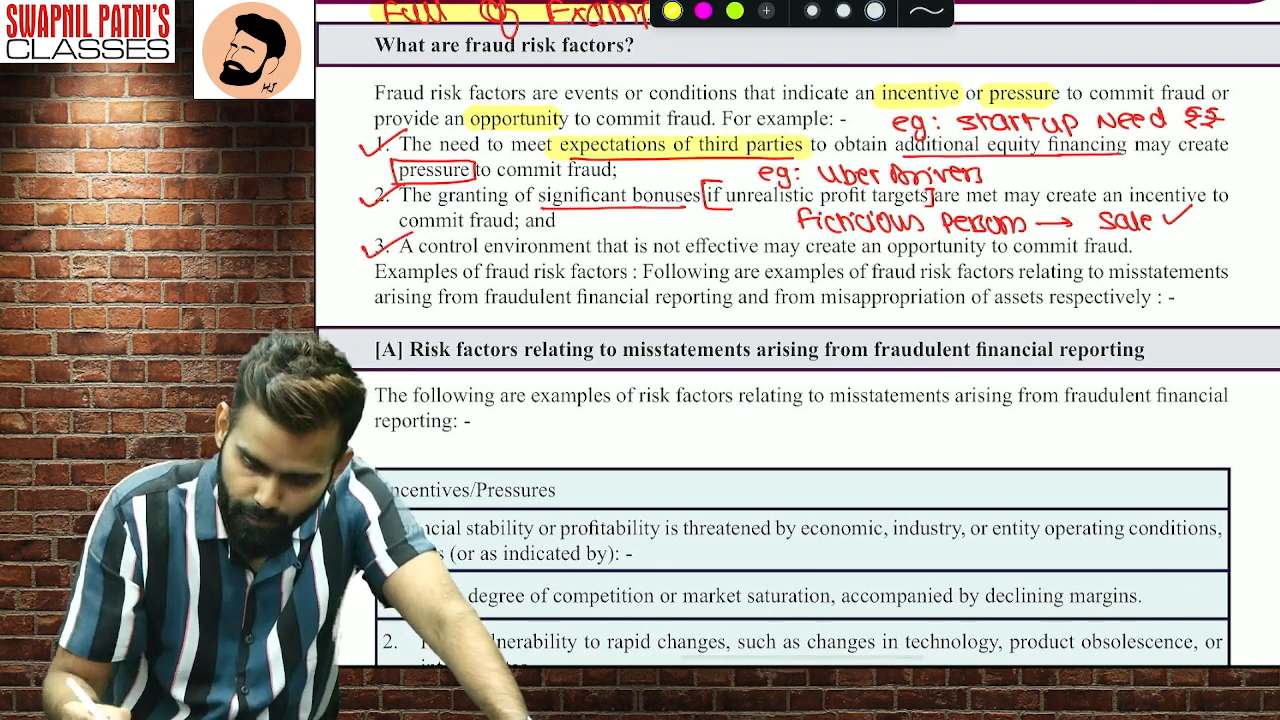 SWAPNIL PATNI'S
CLASSES
Full of Examp
What are fraud risk factors?
Fraud risk factors are events or conditions that indicate an incentive or pressure to commit fraud or
provide an opportunity to commit fraud. For example: -
eg: Startup Need $$
1. The need to meet expectations of third parties to obtain additional equity financing may create
pressure to commit fraud;
eg: Uber Drivers
2. The granting of significant bonuses if unrealistic profit targets are met may create an incentive to
commit fraud; and
ficticious person → sale ✓
3. A control environment that is not effective may create an opportunity to commit fraud.
Examples of fraud risk factors : Following are examples of fraud risk factors relating to misstatements
arising from fraudulent financial reporting and from misappropriation of assets respectively : -
[A] Risk factors relating to misstatements arising from fraudulent financial reporting
The following are examples of risk factors relating to misstatements arising from fraudulent financial
reporting: -
ncentives/Pressures
ncial stability or profitability is threatened by economic, industry, or entity operating conditions,
s (or as indicated by): -
degree of competition or market saturation, accompanied by declining margins.
2. lnerability to rapid changes, such as changes in technology, product obsolescence, or